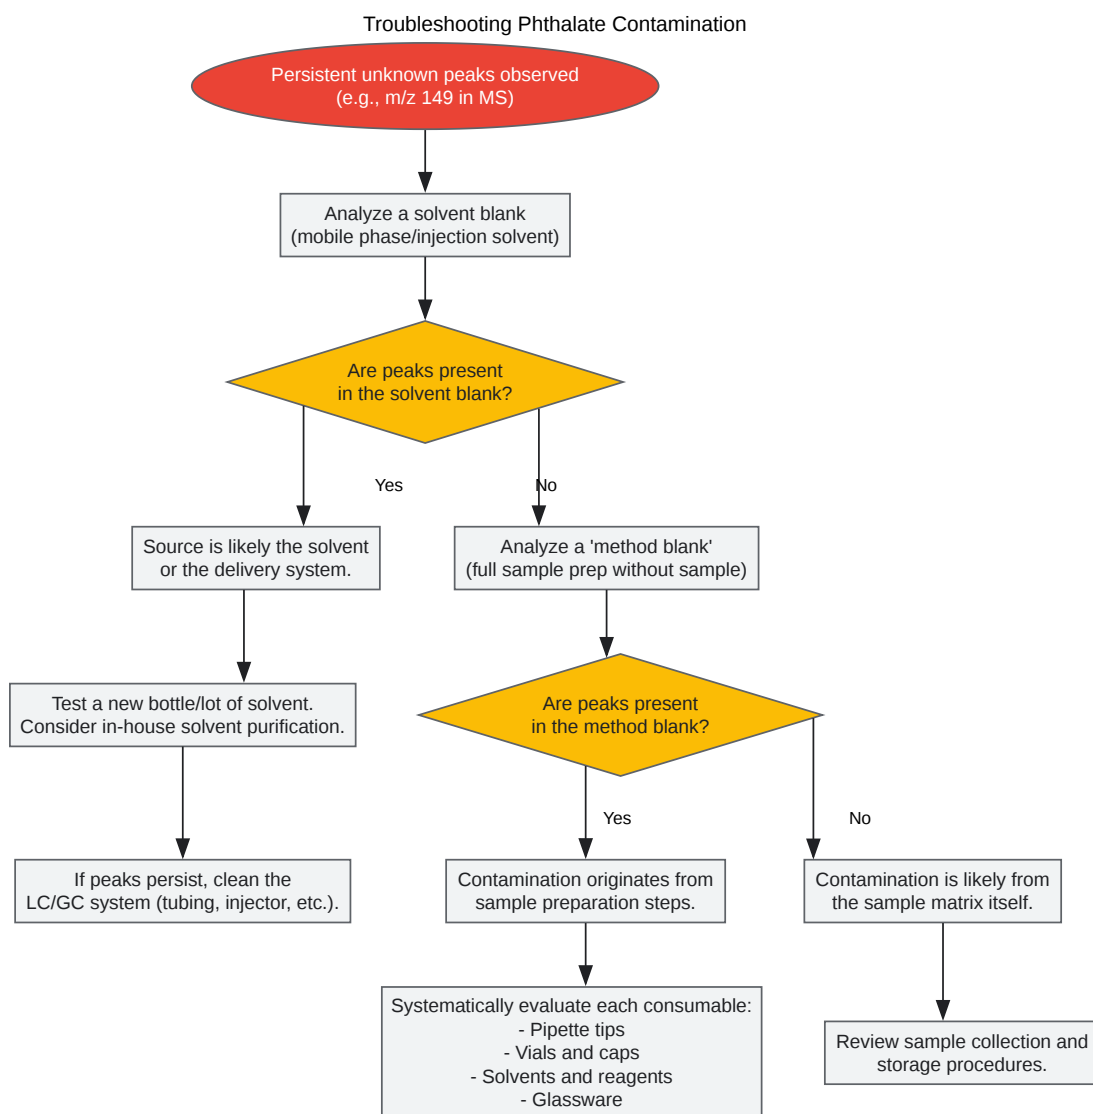 Troubleshooting Phthalate Contamination
Persistent unknown peaks observed
(e.g., m/z 149 in MS)
Analyze a solvent blank
(mobile phase/injection solvent)
Are peaks present
in the solvent blank?
Yes
No
Source is likely the solvent
or the delivery system.
Analyze a 'method blank'
(full sample prep without sample)
Test a new bottle/lot of solvent.
Consider in-house solvent purification.
Are peaks present
in the method blank?
Yes
No
If peaks persist, clean the
LC/GC system (tubing, injector, etc.).
Contamination originates from
sample preparation steps.
Contamination is likely from
the sample matrix itself.
Systematically evaluate each consumable:
- Pipette tips
- Vials and caps
- Solvents and reagents
- Glassware
Review sample collection and
storage procedures.